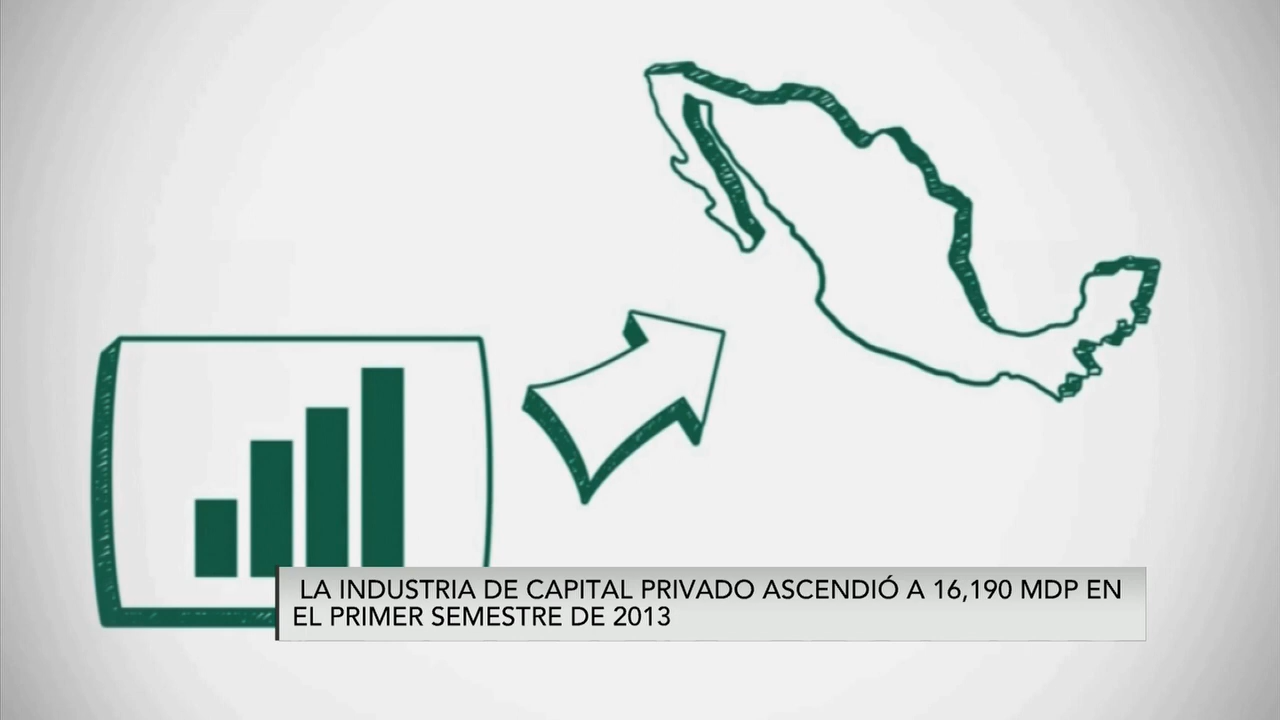 LA INDUSTRIA DE CAPITAL PRIVADO ASCENDIÓ A 16,190 MDP EN
EL PRIMER SEMESTRE DE 2013